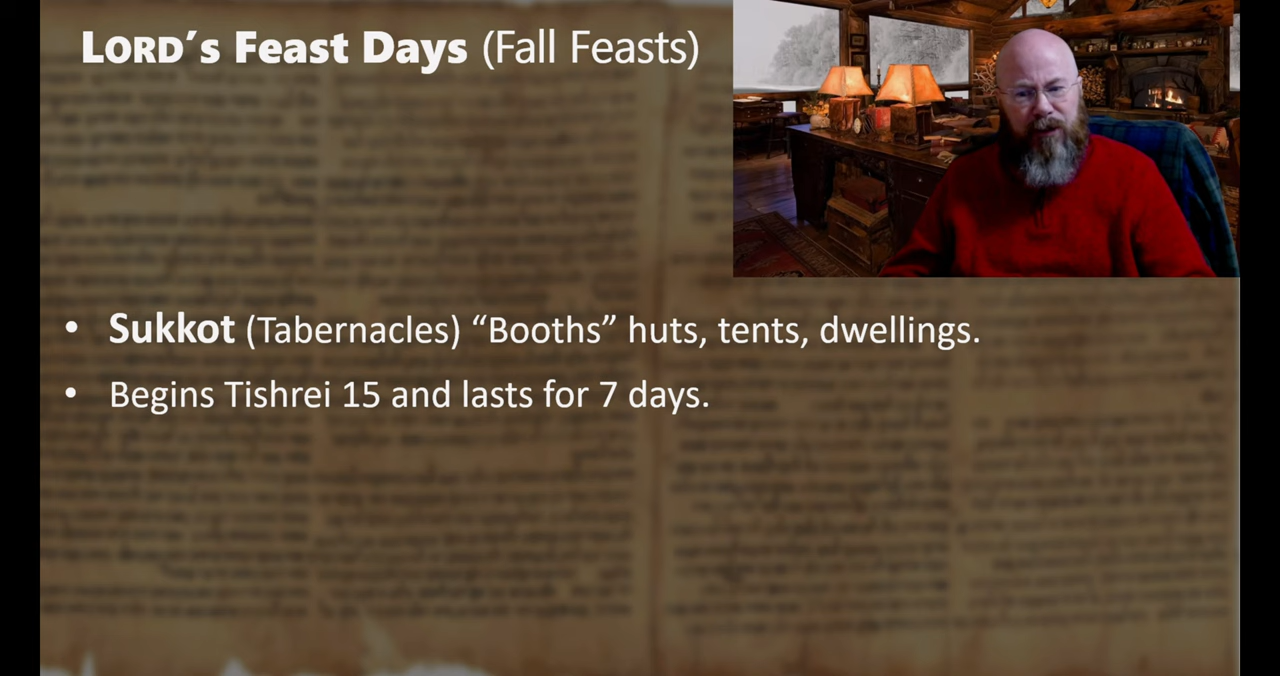 LORD's Feast Days (Fall Feasts)
• Sukkot (Tabernacles) “Booths” huts, tents, dwellings.
• Begins Tishrei 15 and lasts for 7 days.